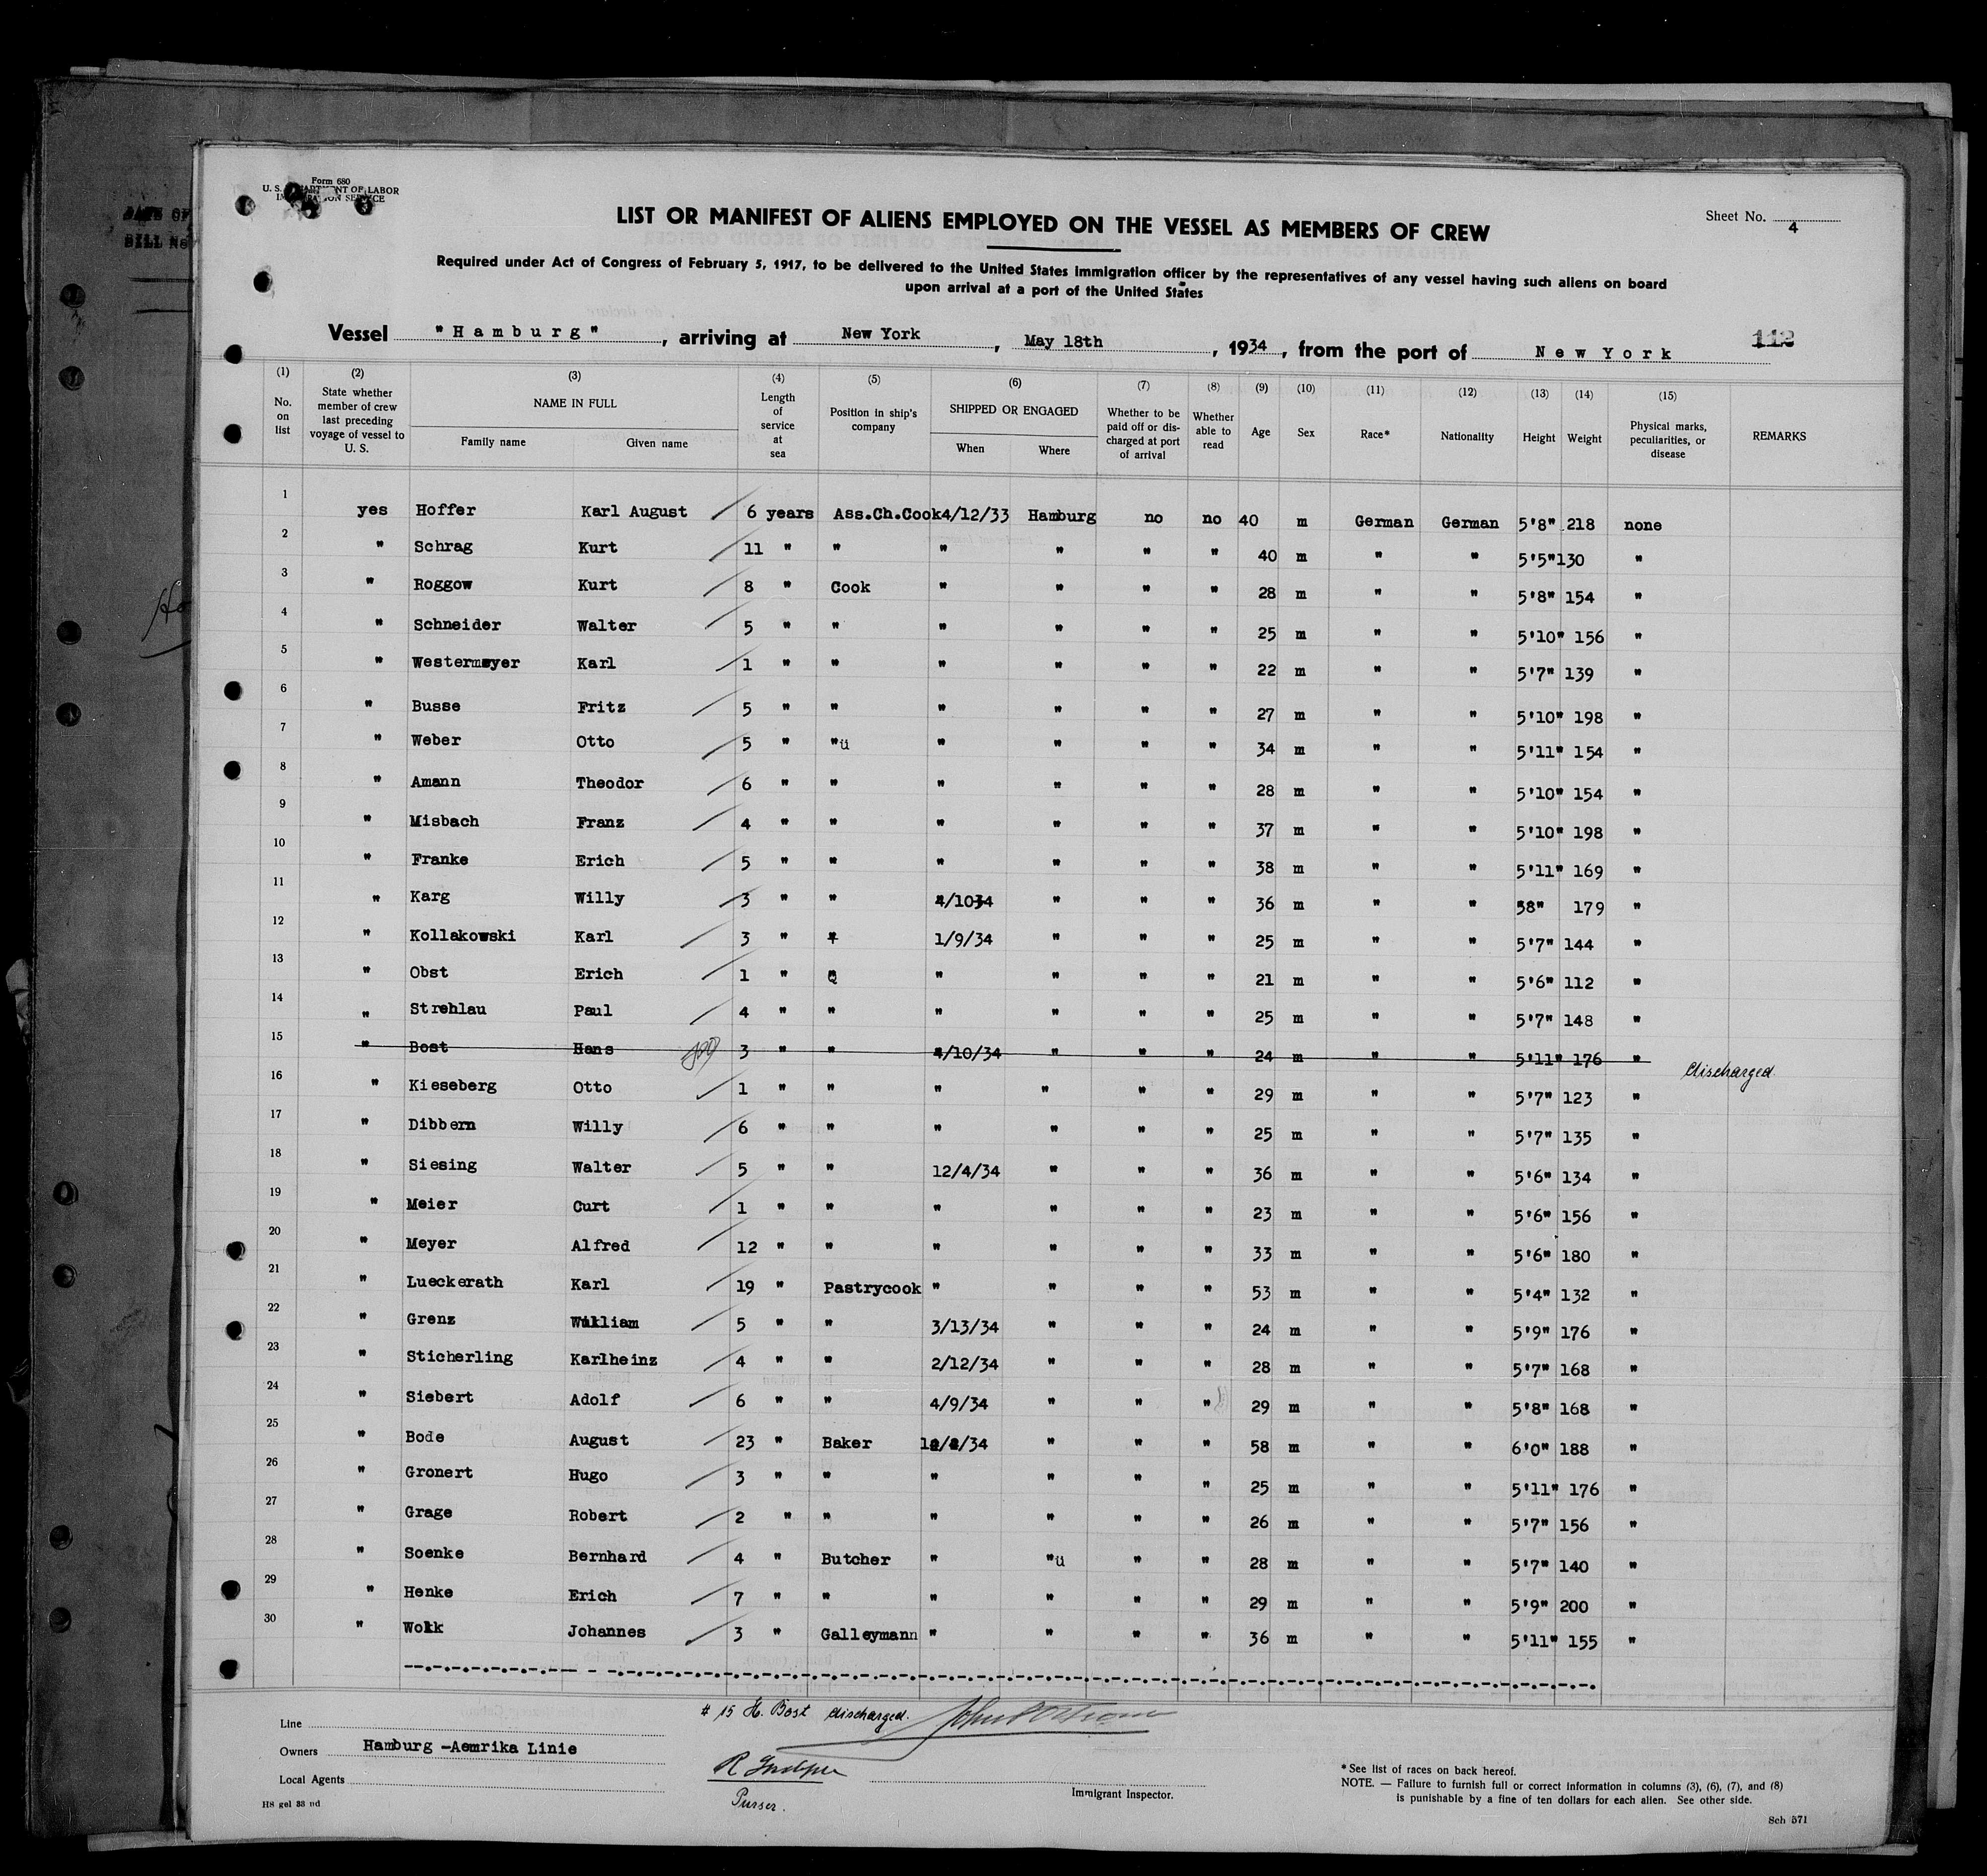 Form 680
U. S. DEPARTMENT OF LABOR
IMMIGRATION SERVICE
LIST OR MANIFEST OF ALIENS EMPLOYED ON THE VESSEL AS MEMBERS OF CREW
Sheet No. 4
Required under Act of Congress of February 5, 1917, to be delivered to the United States immigration officer by the representatives of any vessel having such aliens on board
upon arrival at a port of the United States
Vessel "Hamburg", arriving at New York, May 18th, 1934, from the port of New York
112
(1) (2) (3) (4) (5) (6) (7) (8) (9) (10) (11) (12) (13) (14) (15)
No. on list | State whether member of crew last preceding voyage of vessel to U. S. | NAME IN FULL Family name Given name | Length of service at sea | Position in ship's company | SHIPPED OR ENGAGED When Where | Whether to be paid off or discharged at port of arrival | Whether able to read | Age | Sex | Race* | Nationality | Height | Weight | Physical marks, peculiarities, or disease | REMARKS
1 yes Hoffer Karl August 6 years Ass.Ch.Cook 4/12/33 Hamburg no no 40 m German German 5'8" 218 none
2 " Schrag Kurt 11 " " " " " " 40 m " " 5'5" 130 "
3 " Roggow Kurt 8 " Cook " " " " 28 m " " 5'8" 154 "
4 " Schneider Walter 5 " " " " " " 25 m " " 5'10" 156 "
5 " Westermeyer Karl 1 " " " " " " 22 m " " 5'7" 139 "
6 " Busse Fritz 5 " " " " " " 27 m " " 5'10" 198 "
7 " Weber Otto 5 " "ü " " " " 34 m " " 5'11" 154 "
8 " Amann Theodor 6 " " " " " " 28 m " " 5'10" 154 "
9 " Misbach Franz 4 " " " " " " 37 m " " 5'10" 198 "
10 " Franke Erich 5 " " " " " " 38 m " " 5'11" 169 "
11 " Karg Willy 3 " " 4/1034 " " " 36 m " " 58" 179 "
12 " Kollakowski Karl 3 " " 1/9/34 " " " 25 m " " 5'7" 144 "
13 " Obst Erich 1 " " " " " " 21 m " " 5'6" 112 "
14 " Strehlau Paul 4 " " " " " " 25 m " " 5'7" 148 "
15 " Bost Hans 3 " " 4/10/34 " " " 24 m " " 5'11" 176 " discharged
16 " Kieseberg Otto 1 " " " " " " 29 m " " 5'7" 123 "
17 " Dibbern Willy 6 " " " " " " 25 m " " 5'7" 135 "
18 " Siesing Walter 5 " " 12/4/34 " " " 36 m " " 5'6" 134 "
19 " Meier Curt 1 " " " " " " 23 m " " 5'6" 156 "
20 " Meyer Alfred 12 " " " " " " 33 m " " 5'6" 180 "
21 " Lueckerath Karl 19 " Pastrycook " " " " 53 m " " 5'4" 132 "
22 " Grenz William 5 " " 3/13/34 " " " 24 m " " 5'9" 176 "
23 " Sticherling Karlheinz 4 " " 2/12/34 " " " 28 m " " 5'7" 168 "
24 " Siebert Adolf 6 " " 4/9/34 " " " 29 m " " 5'8" 168 "
25 " Bode August 23 " Baker " " " 58 m " " 6'0" 188 "
26 " Gronert Hugo 3 " " " " " " 25 m " " 5'11" 176 "
27 " Grage Robert 2 " " " " " " 26 m " " 5'7" 156 "
28 " Soenke Bernhard 4 " Butcher " "ü " " 28 m " " 5'7" 140 "
29 " Henke Erich 7 " " " " " " 29 m " " 5'9" 200 "
30 " Johannes 3 " Galleymann " " " " 36 m " " 5'11" 155 "
# 15 H. Bost discharged.
Line
Owners Hamburg -Aemrika Linie
Local Agents
Purser.
Immigrant Inspector.
*See list of races on back hereof.
NOTE. — Failure to furnish full or correct information in columns (3), (6), (7), and (8)
is punishable by a fine of ten dollars for each alien. See other side.
HS gel 33 nd
Sch 571